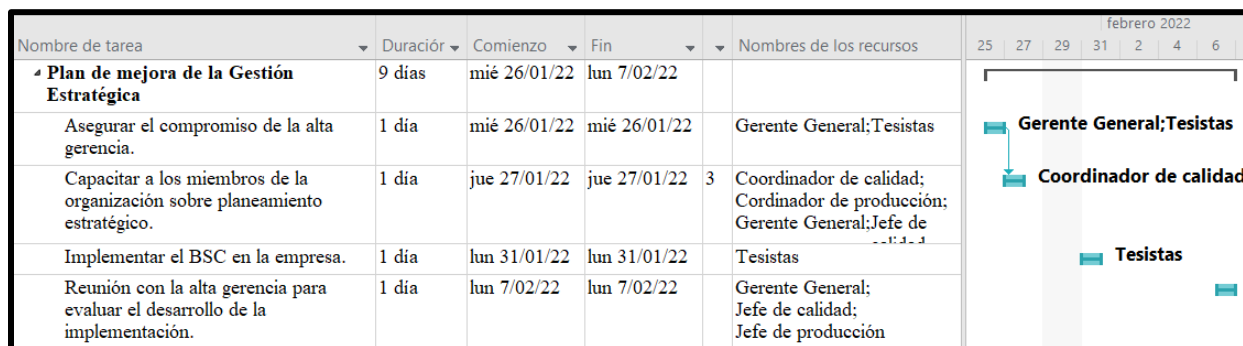 febrero 2022
Nombre de tarea Duración Comienzo Fin Nombres de los recursos 25 27 29 31 2 4 6
Plan de mejora de la Gestión 9 días mié 26/01/22 lun 7/02/22
Estratégica
Asegurar el compromiso de la alta 1 día mié 26/01/22 mié 26/01/22 Gerente General;Tesistas Gerente General;Tesistas
gerencia.
Capacitar a los miembros de la 1 día jue 27/01/22 jue 27/01/22 3 Coordinador de calidad; Coordinador de calidad
organización sobre planeamiento Cordinador de producción;
estratégico. Gerente General;Jefe de
Implementar el BSC en la empresa. 1 día lun 31/01/22 lun 31/01/22 Tesistas Tesistas
Reunión con la alta gerencia para 1 día lun 7/02/22 lun 7/02/22 Gerente General;
evaluar el desarrollo de la Jefe de calidad;
implementación. Jefe de producción